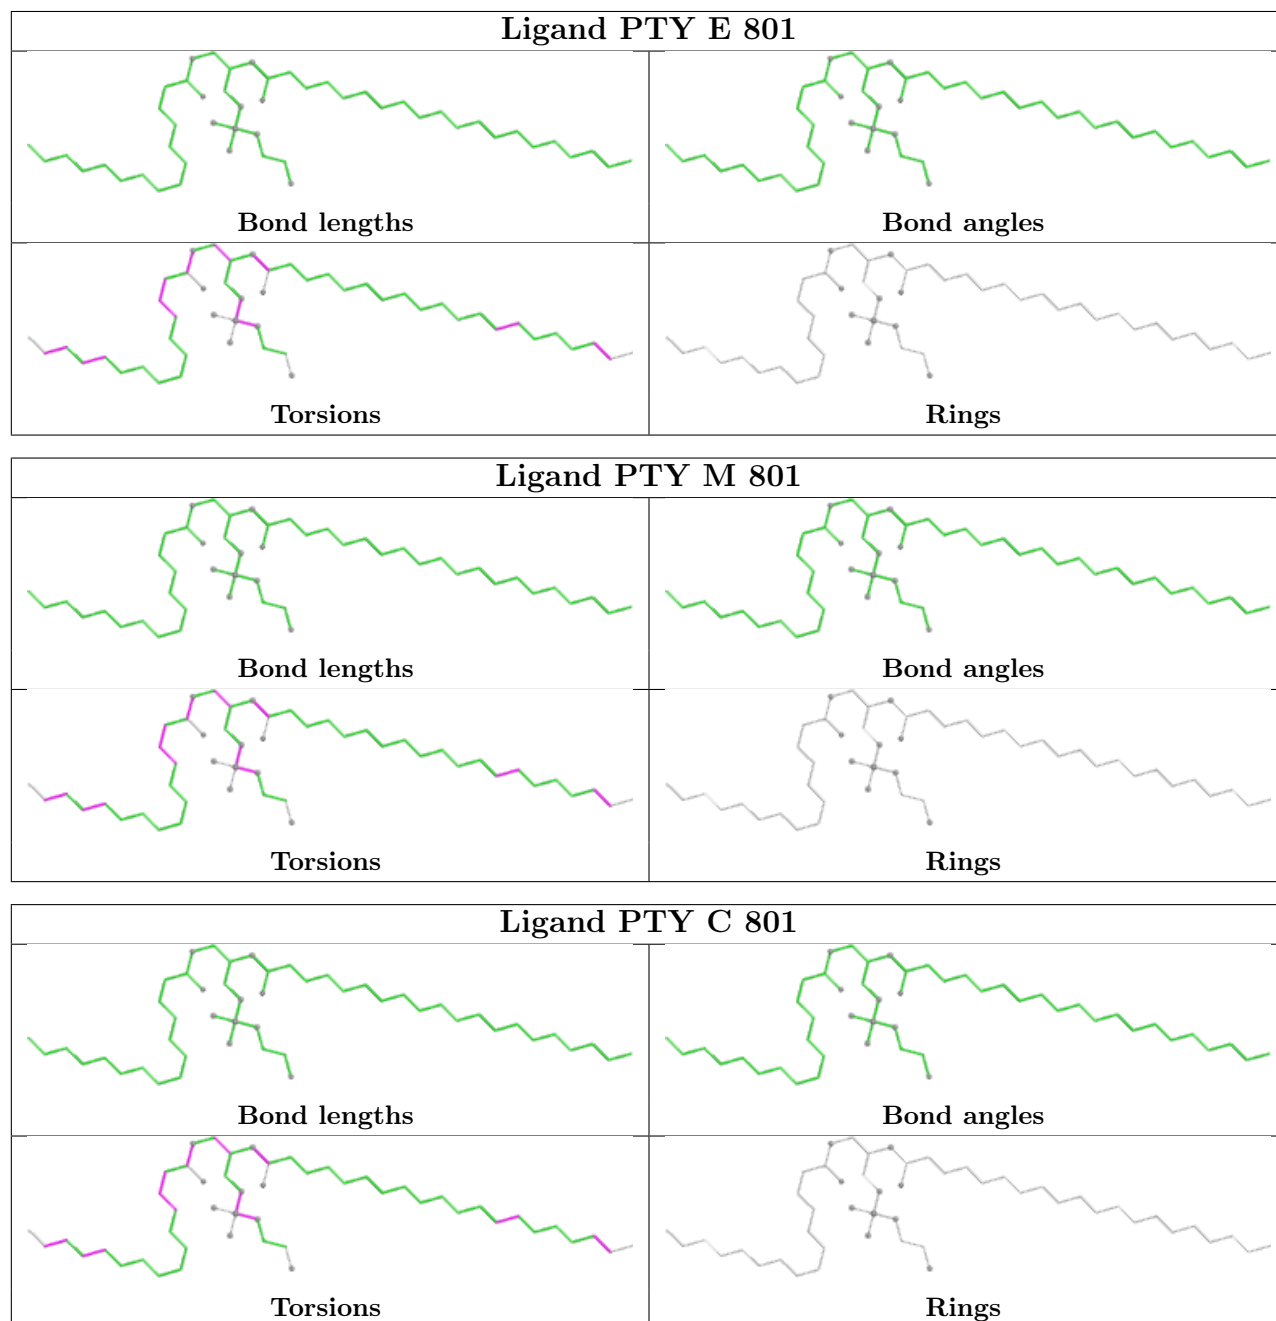 Ligand PTY E 801
Bond lengths
Bond angles
Torsions
Rings
Ligand PTY M 801
Bond lengths
Bond angles
Torsions
Rings
Ligand PTY C 801
Bond lengths
Bond angles
Torsions
Rings